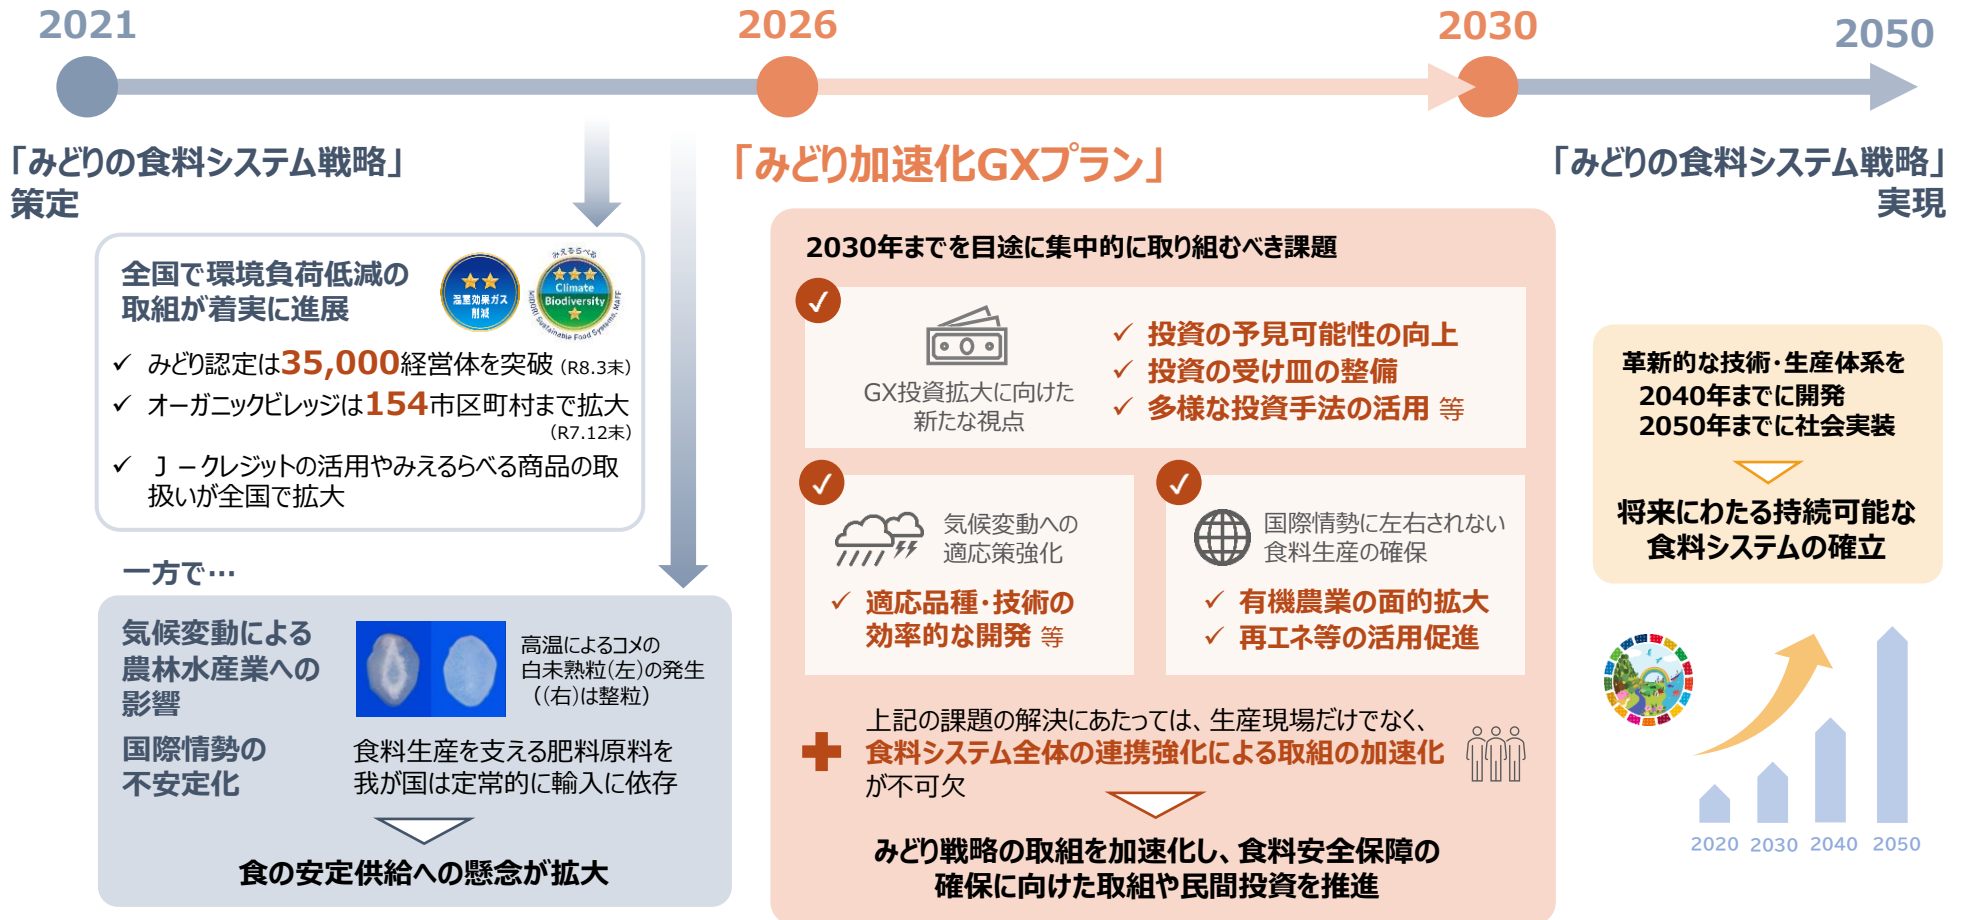 2021
2026
2030
2050
「みどりの食料システム戦略」
策定
「みどり加速化GXプラン」
「みどりの食料システム戦略」
実現
全国で環境負荷低減の
取組が着実に進展
★★
温室効果ガス
削減
みえるらべる
★★★
Climate
Biodiversity
★
MIDORI Sustainable Food Systems, MAFF
✓ みどり認定は35,000経営体を突破 (R8.3末)
✓ オーガニックビレッジは154市区町村まで拡大
(R7.12末)
✓ J-クレジットの活用やみえるらべる商品の取
扱いが全国で拡大
一方で…
気候変動による
農林水産業への
影響
高温によるコメの
白未熟粒(左)の発生
((右)は整粒)
国際情勢の
不安定化
食料生産を支える肥料原料を
我が国は定常的に輸入に依存
食の安定供給への懸念が拡大
2030年までを目途に集中的に取り組むべき課題
GX投資拡大に向けた
新たな視点
✓ 投資の予見可能性の向上
✓ 投資の受け皿の整備
✓ 多様な投資手法の活用 等
気候変動への
適応策強化
✓ 適応品種・技術の
効率的な開発 等
国際情勢に左右されない
食料生産の確保
✓ 有機農業の面的拡大
✓ 再エネ等の活用促進
上記の課題の解決にあたっては、生産現場だけでなく、
食料システム全体の連携強化による取組の加速化
が不可欠
みどり戦略の取組を加速化し、食料安全保障の
確保に向けた取組や民間投資を推進
革新的な技術・生産体系を
2040年までに開発
2050年までに社会実装
将来にわたる持続可能な
食料システムの確立
2020 2030 2040 2050